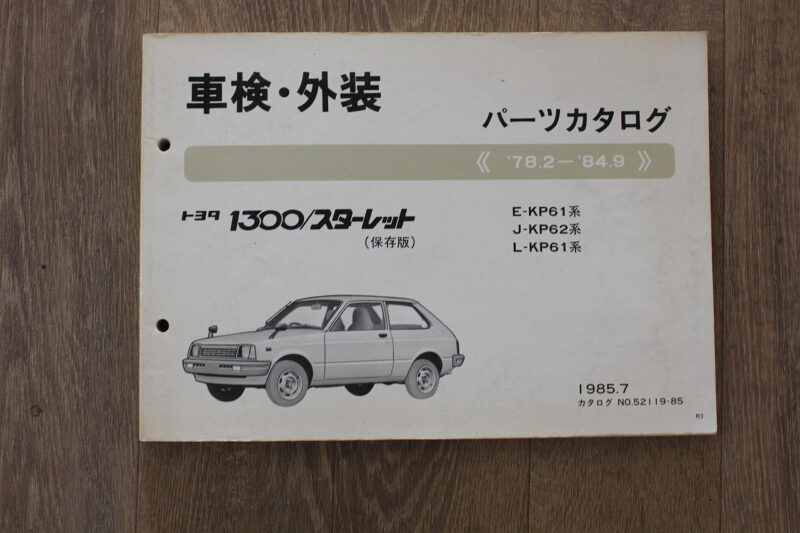 車検・外装
パーツカタログ
《 '78.2－'84.9 》
トヨタ 1300/スターレット
(保存版)
E-KP61系
J-KP62系
L-KP61系
1985.7
カタログ NO.52119-85
R3